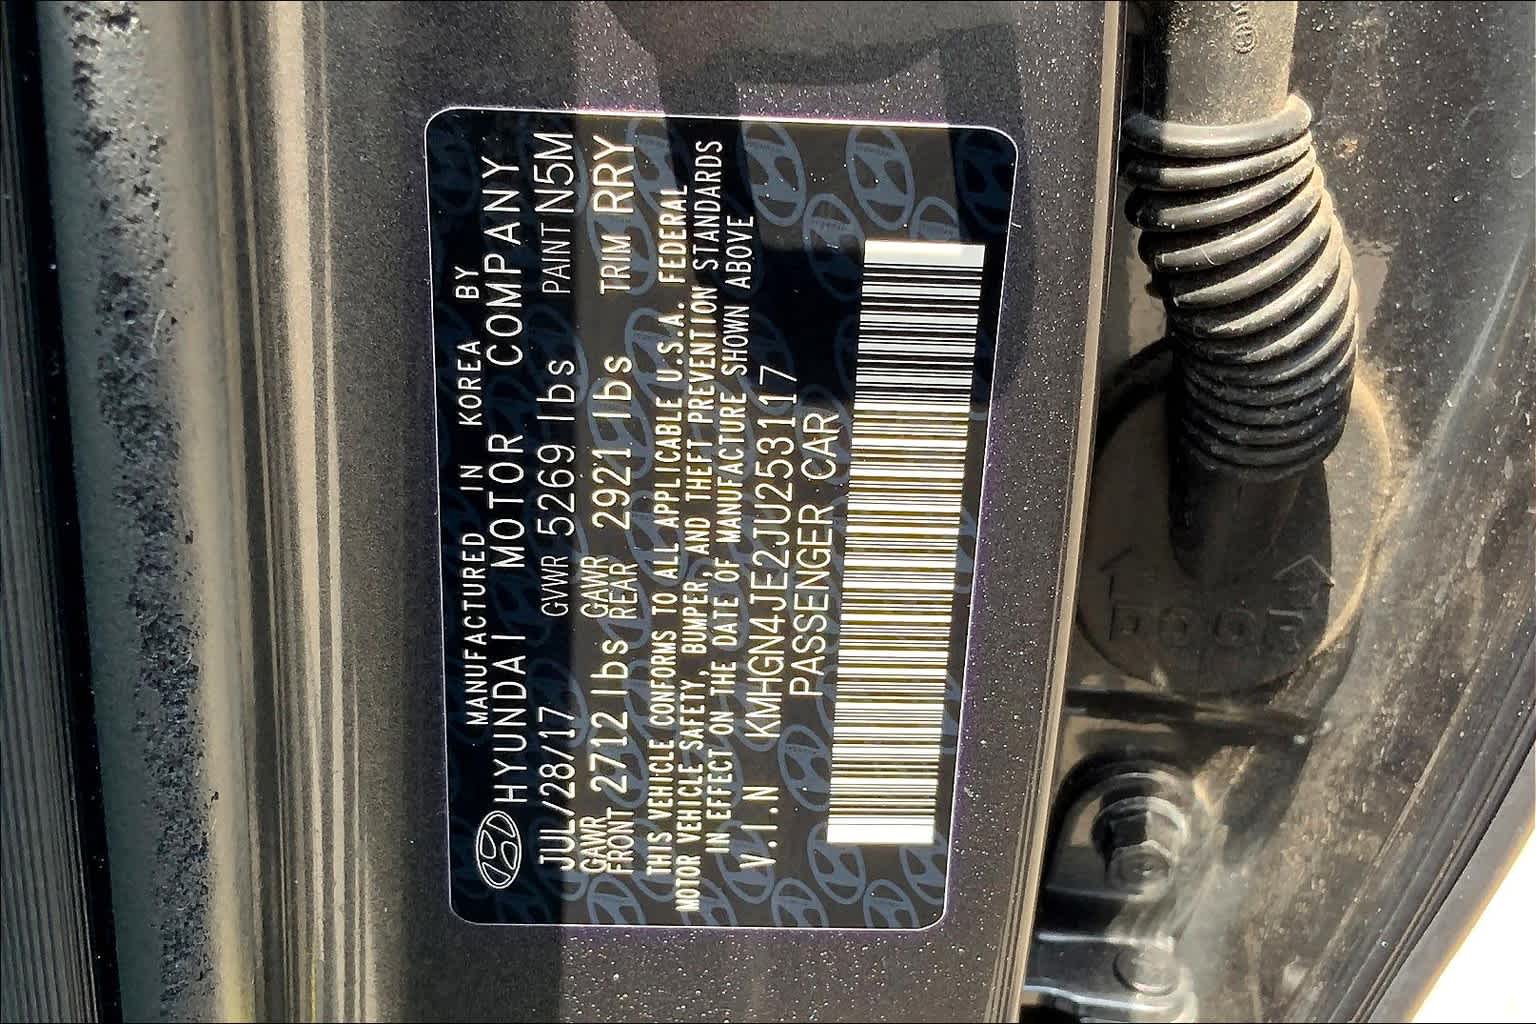 MANUFACTURED IN KOREA BY
HYUNDAI MOTOR COMPANY
JUL/28/17 GVWR 5269 lbs PAINT N5M
GAWR FRONT 2712 lbs GAWR REAR 2921 lbs TRIM RRY
THIS VEHICLE CONFORMS TO ALL APPLICABLE U.S.A. FEDERAL
MOTOR VEHICLE SAFETY, BUMPER, AND THEFT PREVENTION STANDARDS
IN EFFECT ON THE DATE OF MANUFACTURE SHOWN ABOVE
V.I.N KMHGN4JE2JU253117
PASSENGER CAR
DOOR